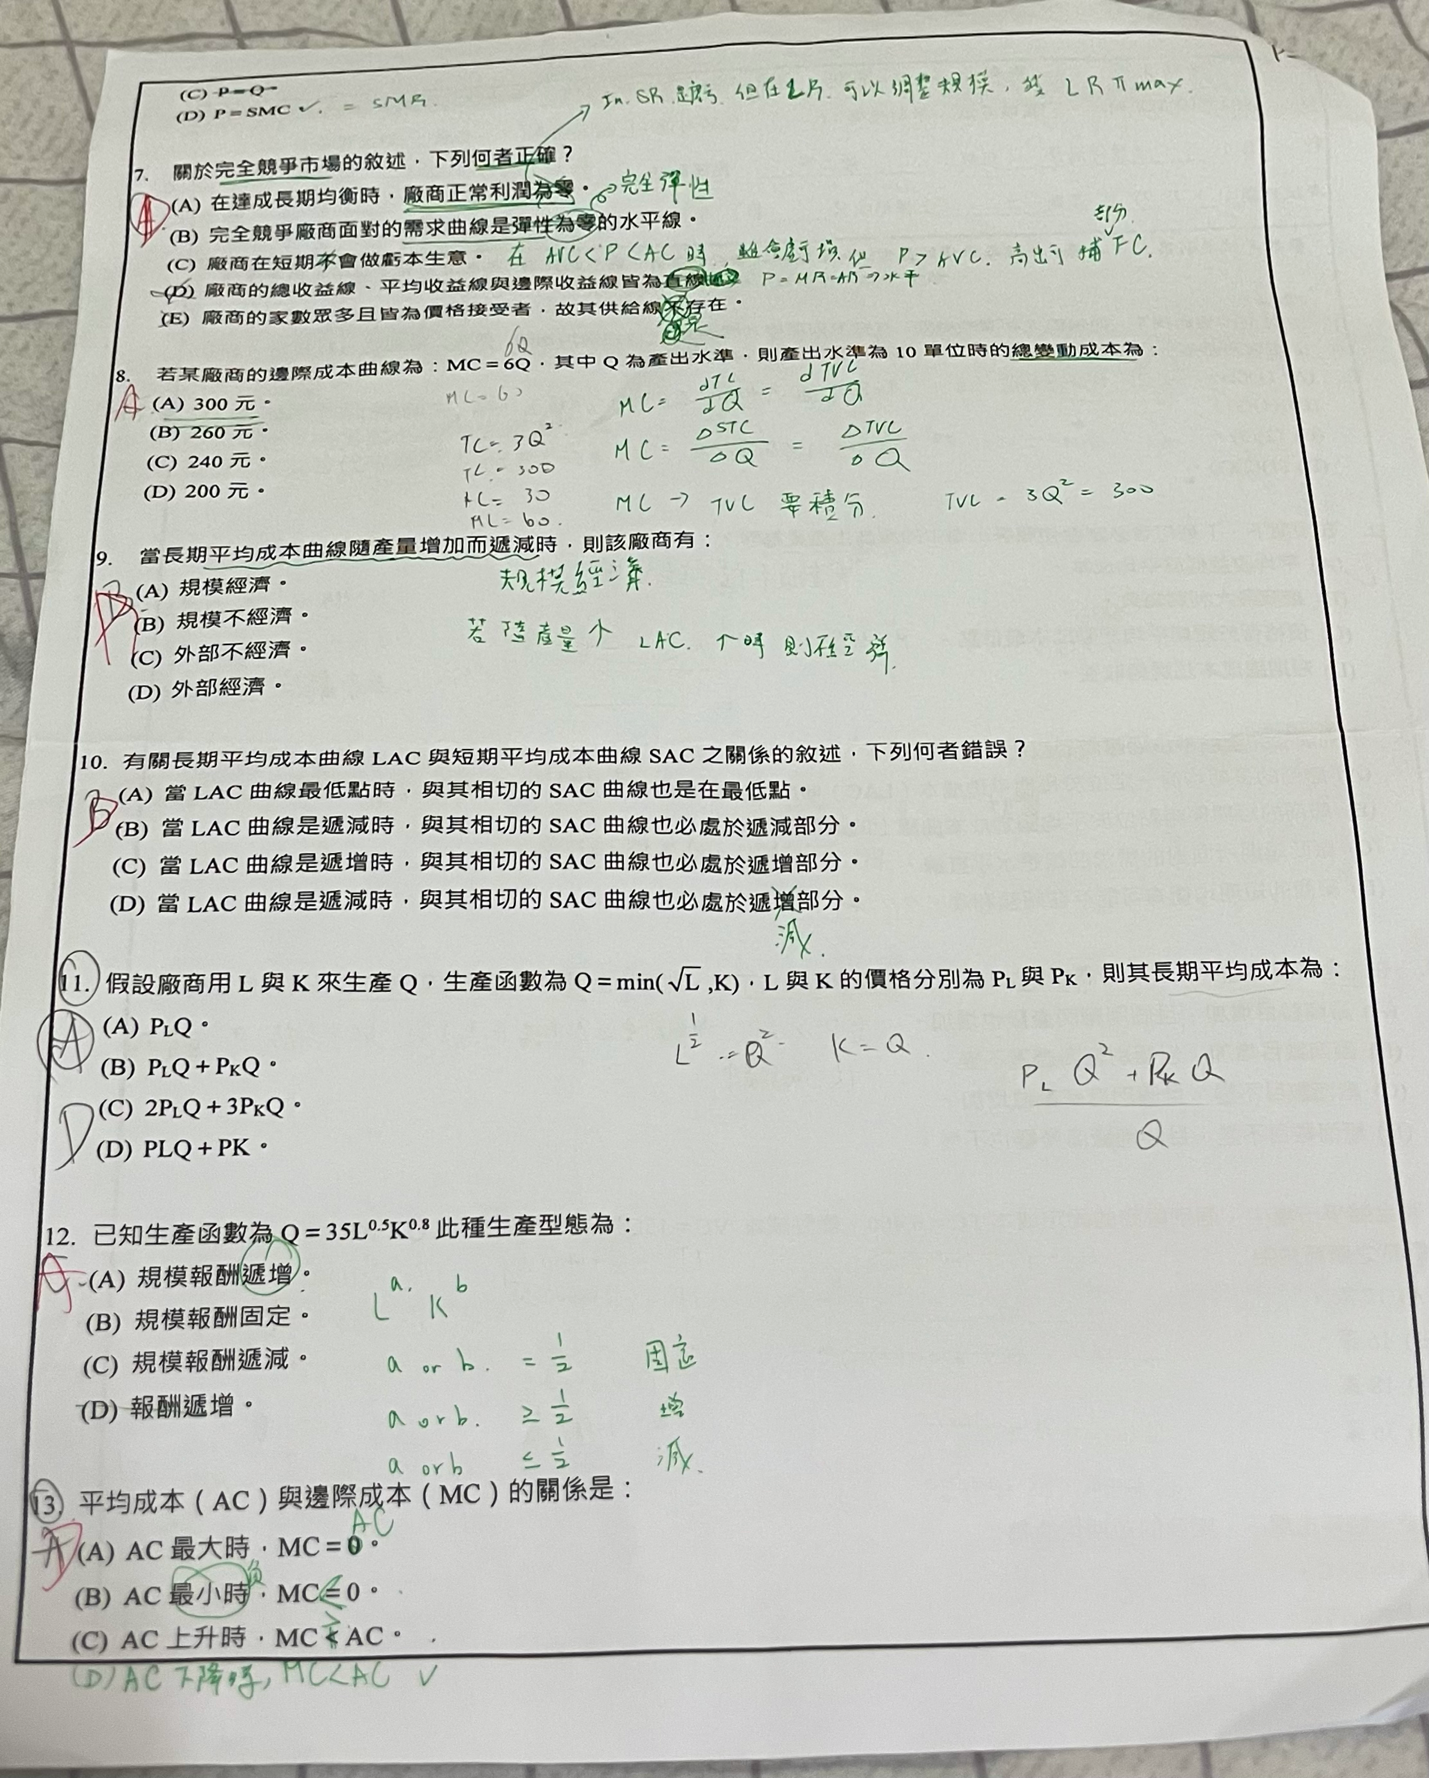 (C) P=Q
(D) P=SMC ✓. = SMR.
In. SR 虧 但在LR.可以調整規模，找 LR π max.
7. 關於完全競爭市場的敘述，下列何者正確？
A (A) 在達成長期均衡時，廠商正常利潤為零。 完全彈性
(B) 完全競爭廠商面對的需求曲線是彈性為零的水平線。
部分
(C) 廠商在短期不會做虧本生意。 在 AVC<P<AC 時, 雖會虧損但 P>AVC. 高出可補FC.
(D) 廠商的總收益線、平均收益線與邊際收益線皆為直線 P=MR=AR→水平
(E) 廠商的家數眾多且皆為價格接受者，故其供給線不存在。
6Q
8. 若某廠商的邊際成本曲線為：MC=6Q，其中 Q 為產出水準，則產出水準為 10 單位時的總變動成本為：
A (A) 300 元。 MC=60 MC= dTC/dQ = dTVC/dQ
(B) 260 元。 TC=3Q² MC= ΔSTC/ΔQ = ΔTVC/ΔQ
(C) 240 元。 TC=300
(D) 200 元。 AC=30 MC → TVC 要積分. TVC=3Q²=300
MC=60.
9. 當長期平均成本曲線隨產量增加而遞減時，則該廠商有：
(A) 規模經濟。 規模經濟.
(B) 規模不經濟。 若隨產量↑ LAC.↑時則不經濟.
(C) 外部不經濟。
(D) 外部經濟。
10. 有關長期平均成本曲線 LAC 與短期平均成本曲線 SAC 之關係的敘述，下列何者錯誤？
(A) 當 LAC 曲線最低點時，與其相切的 SAC 曲線也是在最低點。
(B) 當 LAC 曲線是遞減時，與其相切的 SAC 曲線也必處於遞減部分。
(C) 當 LAC 曲線是遞增時，與其相切的 SAC 曲線也必處於遞增部分。
(D) 當 LAC 曲線是遞減時，與其相切的 SAC 曲線也必處於遞增部分。
減.
11. 假設廠商用 L 與 K 來生產 Q，生產函數為 Q=min(√L,K)，L 與 K 的價格分別為 PL 與 PK，則其長期平均成本為：
A (A) PLQ。 L^½ = Q² K=Q.
(B) PLQ+PKQ。 PL Q²+PK Q / Q
D (C) 2PLQ+3PKQ。
(D) PLQ+PK。
12. 已知生產函數為 Q=35L^0.5K^0.8 此種生產型態為：
A (A) 規模報酬遞增。 L^a. K^b
(B) 規模報酬固定。
(C) 規模報酬遞減。 a or b. = ½ 固定
(D) 報酬遞增。 a or b. ≥ ½ 增
a or b ≤ ½ 減.
13. 平均成本（AC）與邊際成本（MC）的關係是：
AC
(A) AC 最大時，MC=0。
(B) AC 最小時，MC=0。
(C) AC 上升時，MC<AC。
(D) AC 下降時, MC<AC ✓